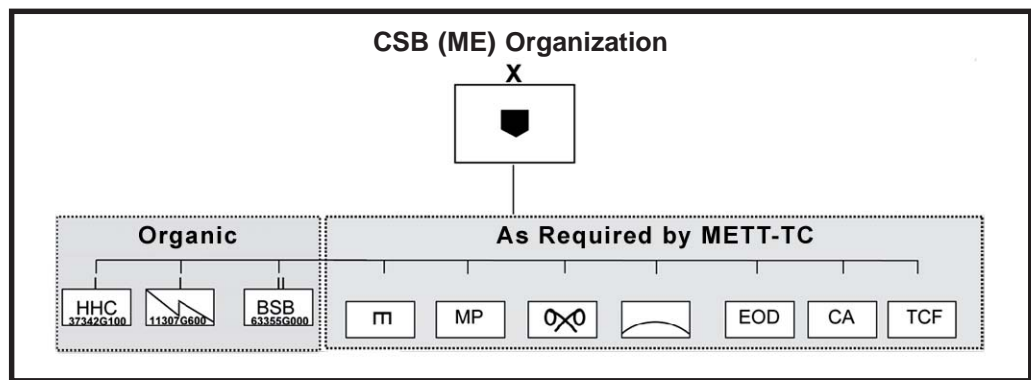 CSB (ME) Organization
X
Organic
As Required by METT-TC
HHC
37342G100
11307G600
BSB
63355G000
MP
EOD
CA
TCF